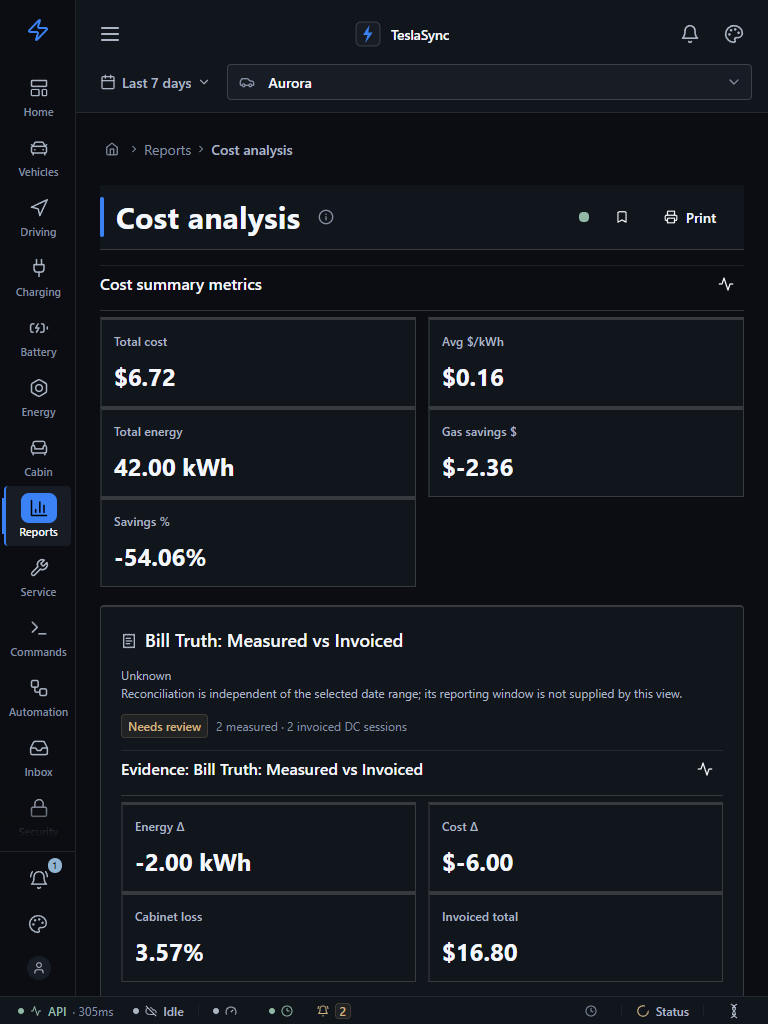 TeslaSync
Last 7 days
Aurora
Home
Vehicles
Driving
Charging
Battery
Energy
Cabin
Reports
Service
Commands
Automation
Inbox
Security
1
Reports
Cost analysis
Cost analysis
Print
Cost summary metrics
Total cost
$6.72
Avg $/kWh
$0.16
Total energy
42.00 kWh
Gas savings $
$-2.36
Savings %
-54.06%
Bill Truth: Measured vs Invoiced
Unknown
Reconciliation is independent of the selected date range; its reporting window is not supplied by this view.
Needs review 2 measured · 2 invoiced DC sessions
Evidence: Bill Truth: Measured vs Invoiced
Energy Δ
-2.00 kWh
Cost Δ
$-6.00
Cabinet loss
3.57%
Invoiced total
$16.80
API · 305ms
Idle
2
Status